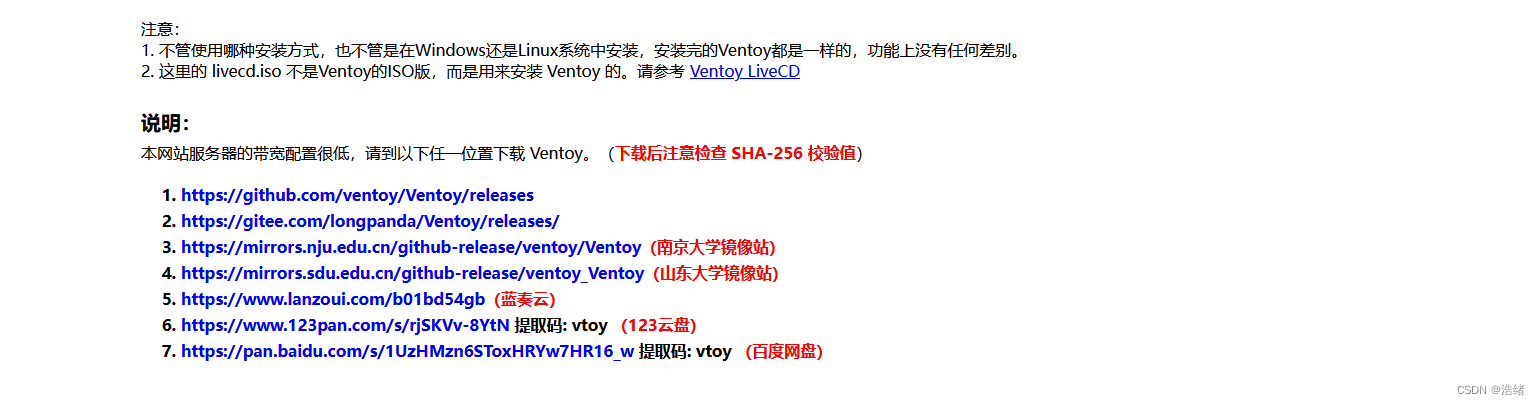 注意：
1. 不管使用哪种安装方式，也不管是在Windows还是Linux系统中安装，安装完的Ventoy都是一样的，功能上没有任何差别。
2. 这里的 livecd.iso 不是Ventoy的ISO版，而是用来安装 Ventoy 的。请参考 Ventoy LiveCD
说明：
本网站服务器的带宽配置很低，请到以下任一位置下载 Ventoy。（下载后注意检查 SHA-256 校验值）
1. https://github.com/ventoy/Ventoy/releases
2. https://gitee.com/longpanda/Ventoy/releases/
3. https://mirrors.nju.edu.cn/github-release/ventoy/Ventoy（南京大学镜像站）
4. https://mirrors.sdu.edu.cn/github-release/ventoy_Ventoy（山东大学镜像站）
5. https://www.lanzoui.com/b01bd54gb（蓝奏云）
6. https://www.123pan.com/s/rjSKVv-8YtN 提取码: vtoy （123云盘）
7. https://pan.baidu.com/s/1UzHMzn6SToxHRYw7HR16_w 提取码: vtoy （百度网盘）
CSDN @浩绪